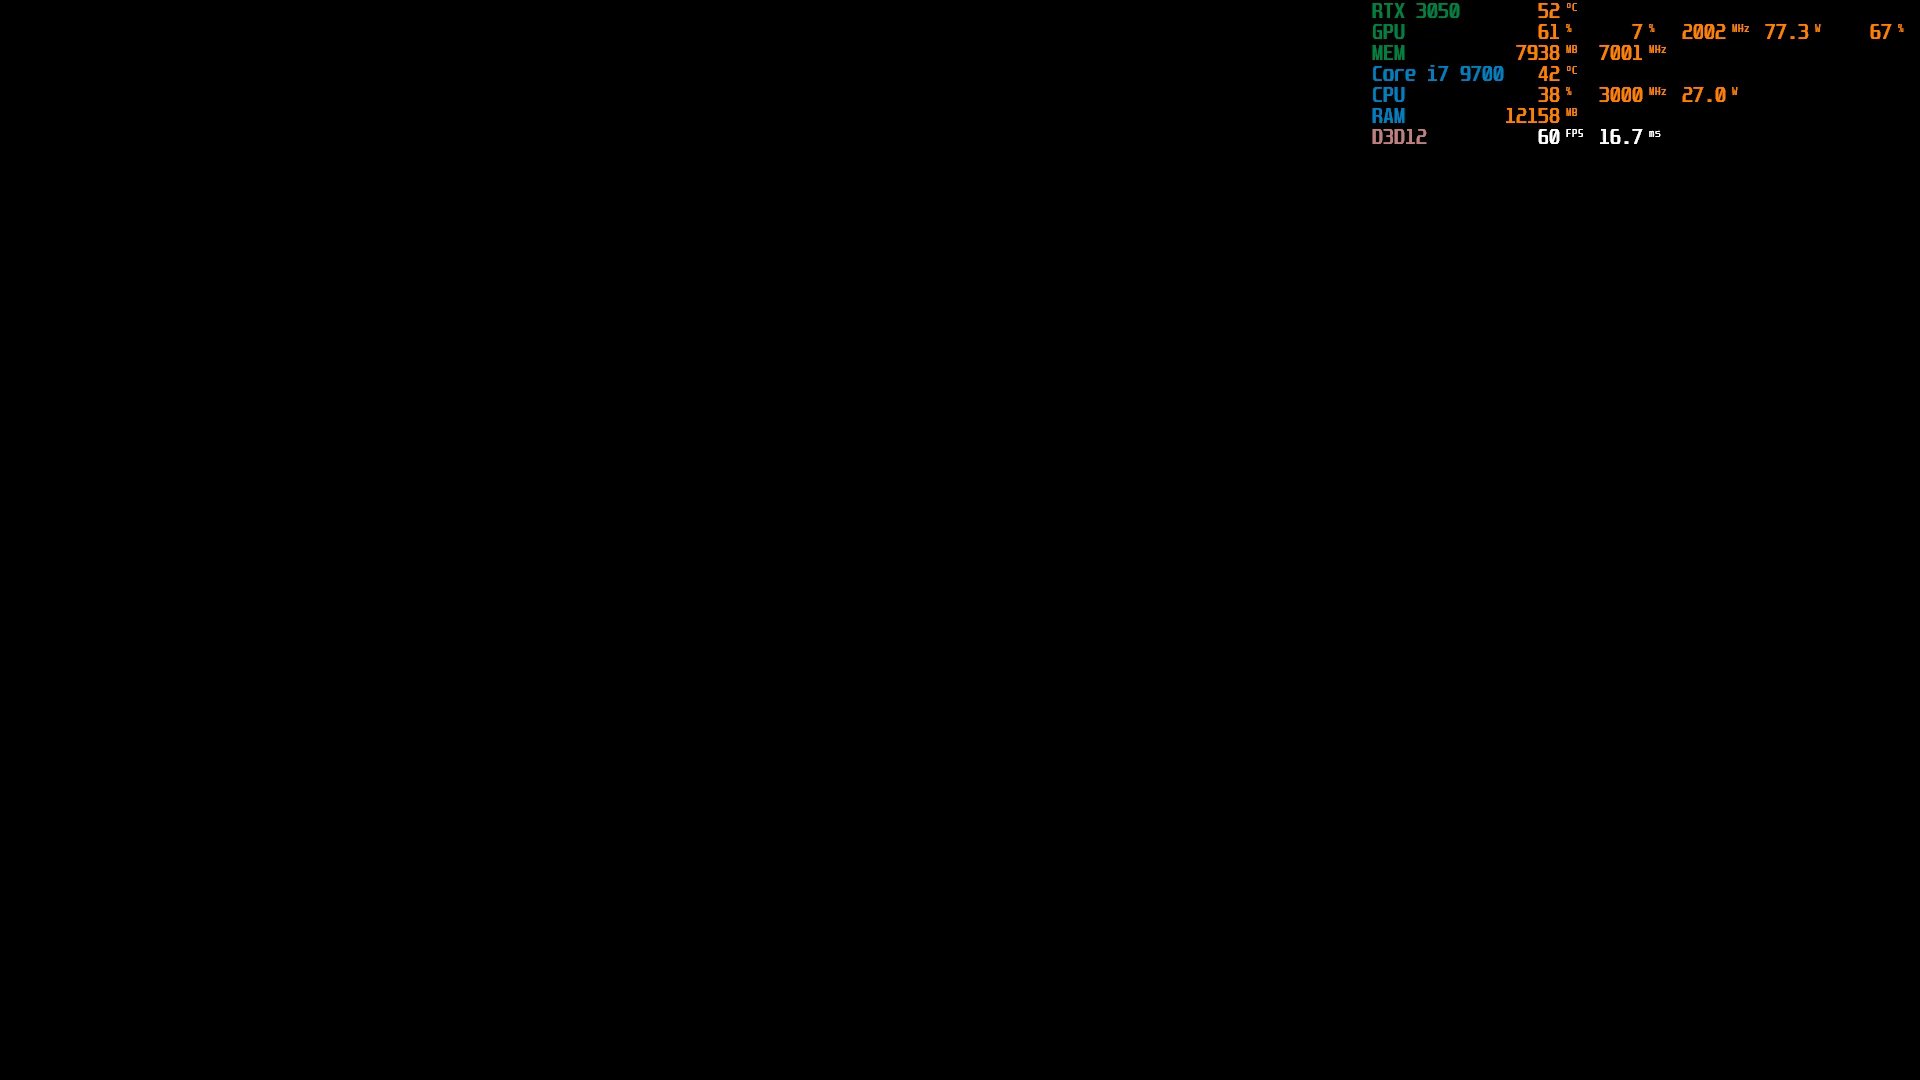 RTX 3050 52 °C
GPU 61 % 7 % 2002 MHz 77.3 W 67 %
MEM 7938 MB 7001 MHz
Core i7 9700 42 °C
CPU 38 % 3000 MHz 27.0 W
RAM 12158 MB
D3D12 60 FPS 16.7 ms